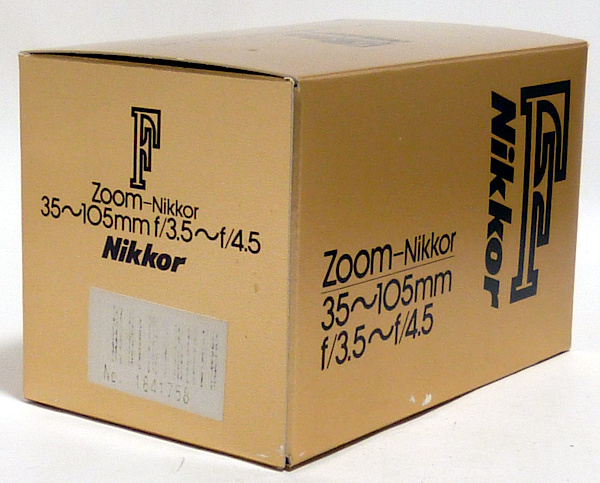 F
Zoom-Nikkor
35~105mm f/3.5~f/4.5
Nikkor
No. 1841756
Zoom-Nikkor
35~105mm
f/3.5~f/4.5
F
Nikkor